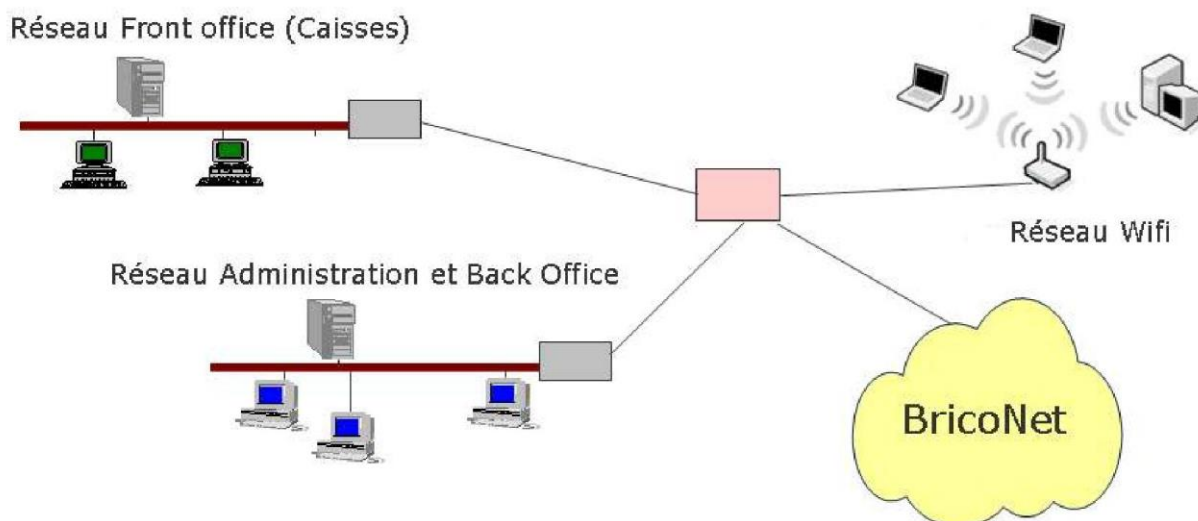 Réseau Front office (Caisses)
Réseau Wifi
Réseau Administration et Back Office
BricoNet